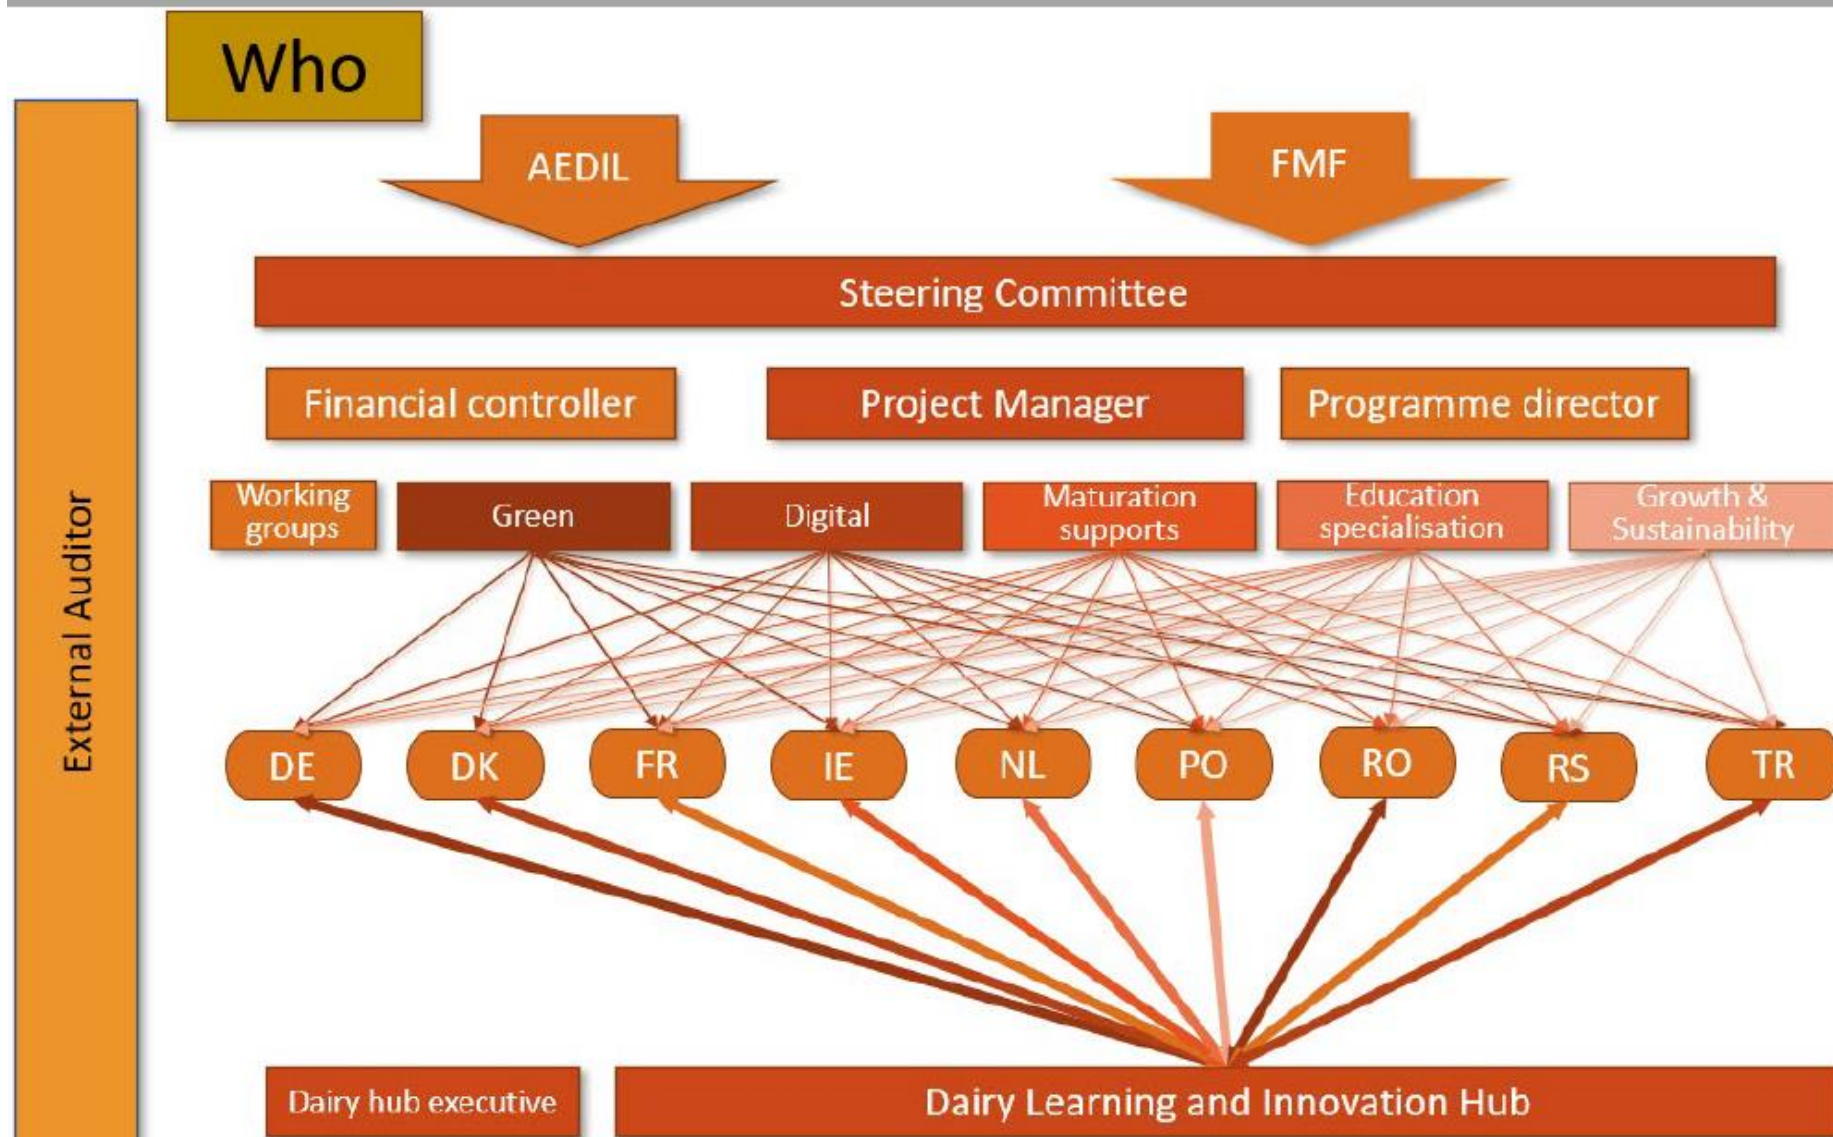 Who
AEDIL
FMF
Steering Committee
Financial controller
Project Manager
Programme director
Working
groups
Green
Digital
Maturation
supports
Education
specialisation
Growth &
Sustainability
External Auditor
DE
DK
FR
IE
NL
PO
RO
RS
TR
Dairy hub executive
Dairy Learning and Innovation Hub